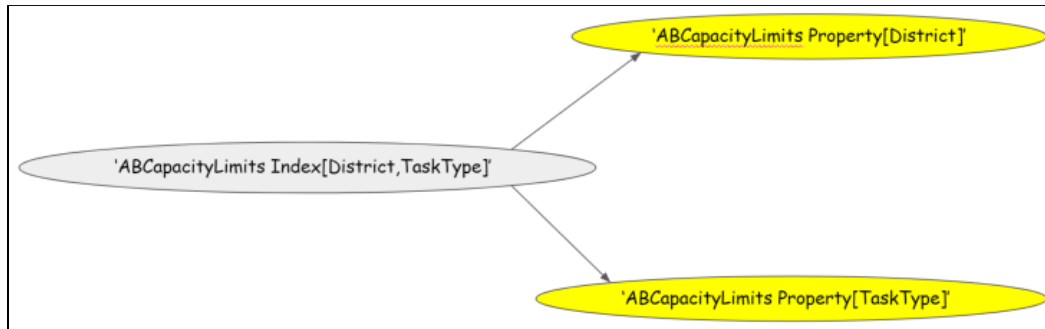 ‘ABCapacityLimits Property[District]’
‘ABCapacityLimits Index[District,TaskType]’
‘ABCapacityLimits Property[TaskType]’